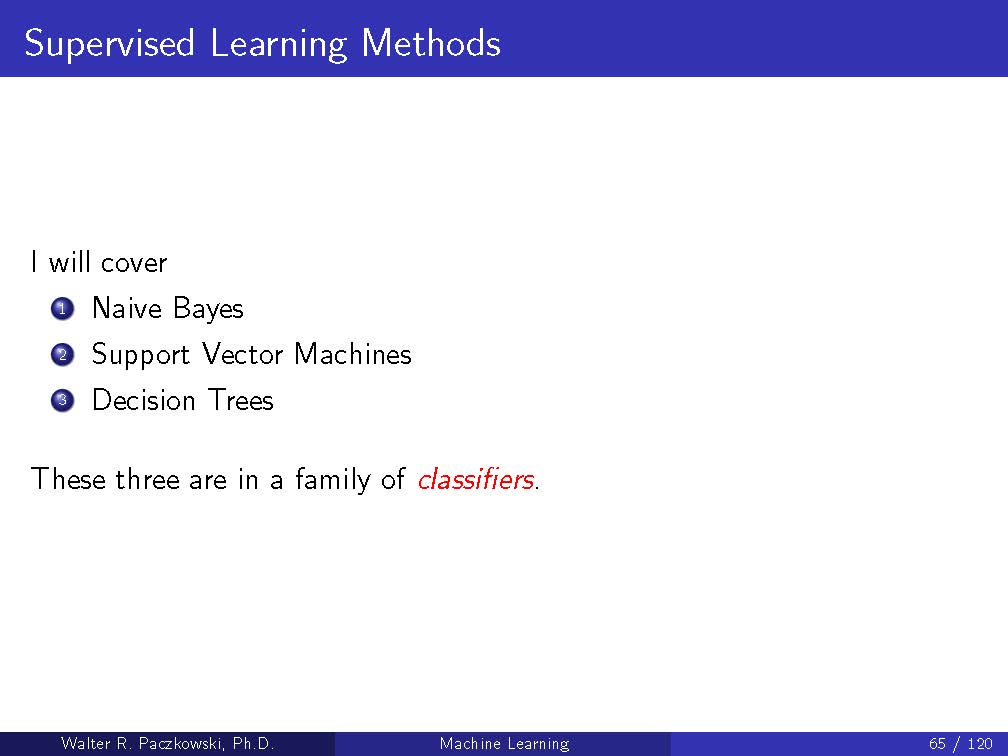 Supervised Learning Methods
I will cover
1 Naive Bayes
2 Support Vector Machines
3 Decision Trees
These three are in a family of classifiers.
Walter R. Paczkowski, Ph.D. Machine Learning 65 / 120